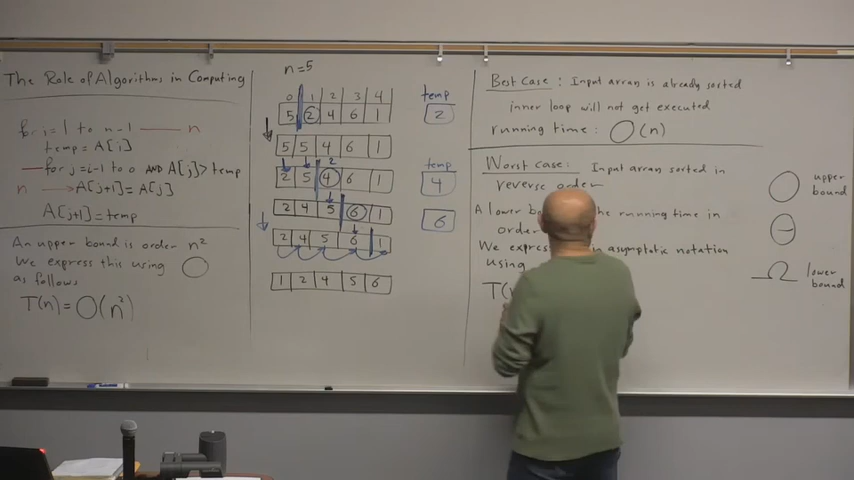 The Role of Algorithms in Computing
for i=1 to n-1 —— n
temp = A[i]
for j=i-1 to 0 AND A[j]> temp
n → A[j+1] = A[j]
A[j+1] = temp
An upper bound is order n²
We express this using O
as follows
T(n) = O(n²)
n=5
0 1 2 3 4
5 2 4 6 1
5 5 4 6 1
2
2 5 4 6 1
2 4 5 6 1
2 4 5 6 1
1 2 4 5 6
temp
2
temp
4
6
Best Case: Input array is already sorted
inner loop will not get executed
running time: O(n)
Worst Case: Input array sorted in
reverse order
A lower the running time in
order
We express in asymptotic notation
using
T(
O upper
bound
Θ
Ω lower
bound